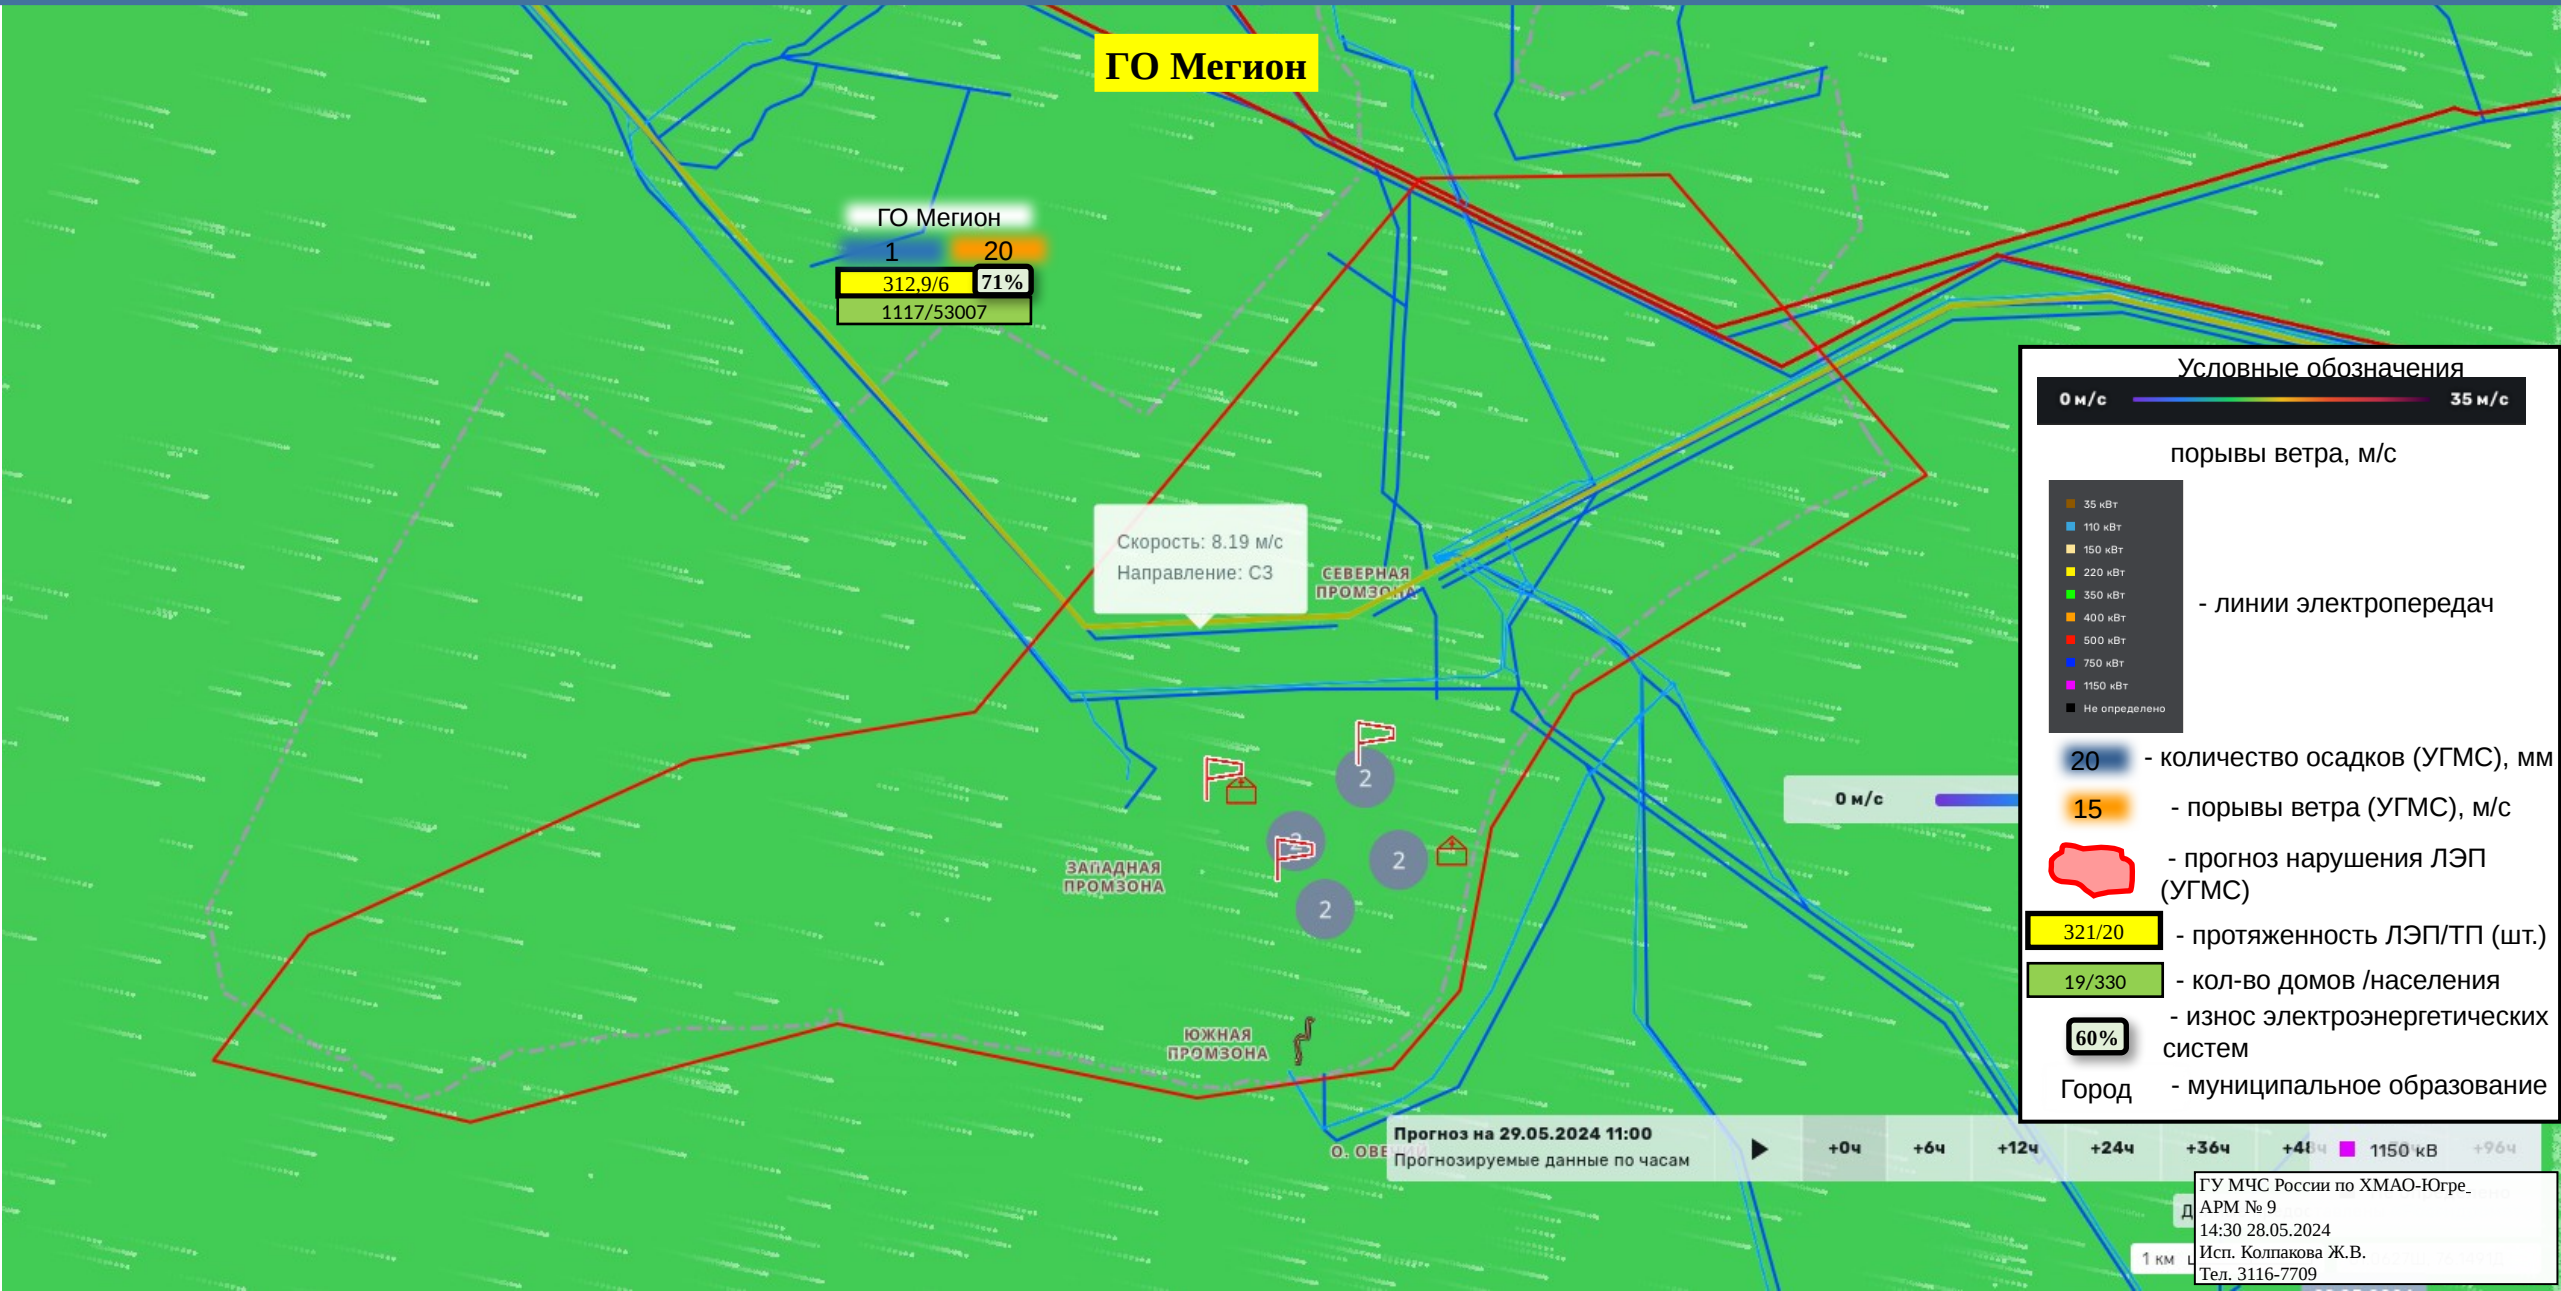 ГО Мегион
ГО Мегион
1 20
312,9/6 71%
1117/53007
Скорость: 8.19 м/с
Направление: СЗ
СЕВЕРНАЯ
ПРОМЗОНА
2
2
2
2
ЗАПАДНАЯ
ПРОМЗОНА
ЮЖНАЯ
ПРОМЗОНА
0 м/с
Условные обозначения
0 м/с 35 м/с
порывы ветра, м/с
35 кВт
110 кВт
150 кВт
220 кВт
350 кВт
400 кВт
500 кВт
750 кВт
1150 кВт
Не определено
- линии электропередач
20 - количество осадков (УГМС), мм
15 - порывы ветра (УГМС), м/с
- прогноз нарушения ЛЭП
(УГМС)
321/20 - протяженность ЛЭП/ТП (шт.)
19/330 - кол-во домов /населения
- износ электроэнергетических
60% систем
Город - муниципальное образование
О.
Прогноз на 29.05.2024 11:00
Прогнозируемые данные по часам
+0ч +6ч +12ч +24ч +36ч +48ч 1150 кВ +96ч
1 км
ГУ МЧС России по ХМАО-Югре
АРМ № 9
14:30 28.05.2024
Исп. Колпакова Ж.В.
Тел. 3116-7709